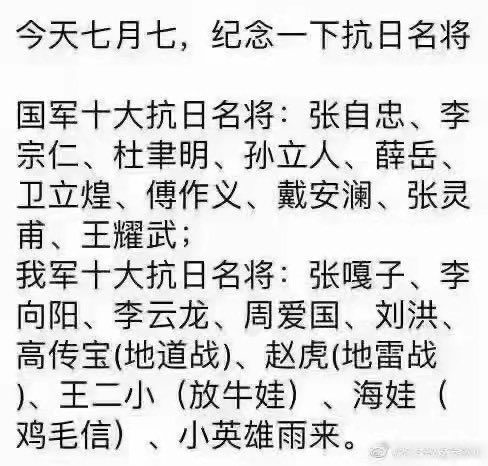 今天七月七，纪念一下抗日名将
国军十大抗日名将：张自忠、李
宗仁、杜聿明、孙立人、薛岳、
卫立煌、傅作义、戴安澜、张灵
甫、王耀武；
我军十大抗日名将：张嘎子、李
向阳、李云龙、周爱国、刘洪、
高传宝(地道战)、赵虎(地雷战
)、王二小（放牛娃）、海娃（
鸡毛信）、小英雄雨来。